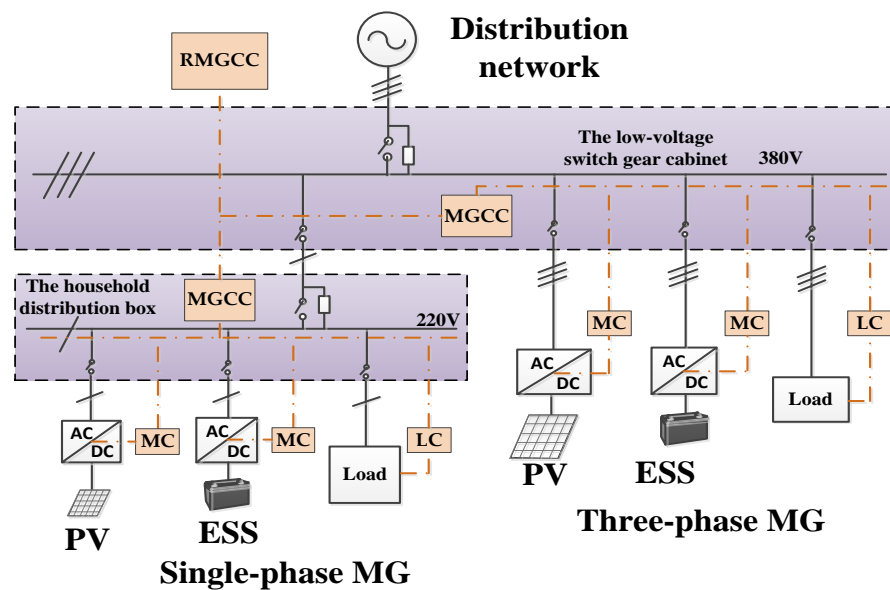 Distribution
network
RMGCC
The low-voltage
switch gear cabinet
380V
MGCC
The household
distribution box
MGCC
220V
MC
MC
LC
AC
DC
AC
DC
Load
PV
ESS
Three-phase MG
AC
DC
MC
AC
DC
MC
LC
Load
PV
ESS
Single-phase MG